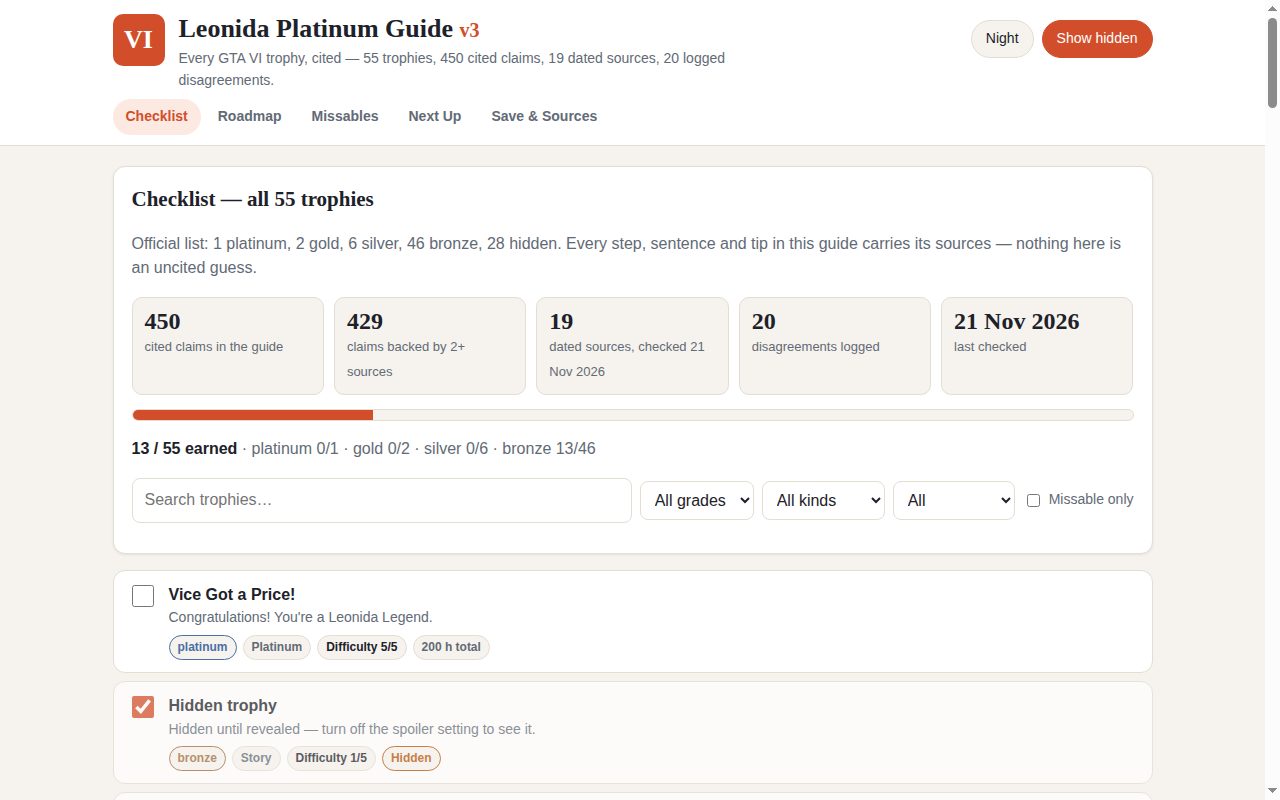 VI
Leonida Platinum Guide v3
Every GTA VI trophy, cited — 55 trophies, 450 cited claims, 19 dated sources, 20 logged
disagreements.
Night
Show hidden
Checklist
Roadmap
Missables
Next Up
Save & Sources
Checklist — all 55 trophies
Official list: 1 platinum, 2 gold, 6 silver, 46 bronze, 28 hidden. Every step, sentence and tip in this guide carries its sources — nothing here is
an uncited guess.
450
cited claims in the guide
429
claims backed by 2+
sources
19
dated sources, checked 21
Nov 2026
20
disagreements logged
21 Nov 2026
last checked
13 / 55 earned · platinum 0/1 · gold 0/2 · silver 0/6 · bronze 13/46
Search trophies…
All grades
All kinds
All
Missable only
Vice Got a Price!
Congratulations! You're a Leonida Legend.
platinum
Platinum
Difficulty 5/5
200 h total
Hidden trophy
Hidden until revealed — turn off the spoiler setting to see it.
bronze
Story
Difficulty 1/5
Hidden